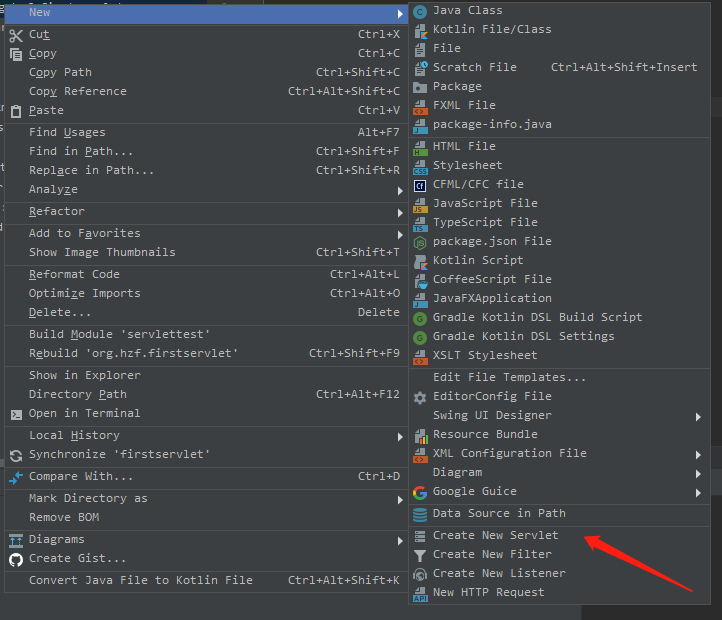 New
Cut Ctrl+X
Copy Ctrl+C
Copy Path Ctrl+Shift+C
Copy Reference Ctrl+Alt+Shift+C
Paste Ctrl+V
Find Usages Alt+F7
Find in Path... Ctrl+Shift+F
Replace in Path... Ctrl+Shift+R
Analyze
Refactor
Add to Favorites
Show Image Thumbnails Ctrl+Shift+T
Reformat Code Ctrl+Alt+L
Optimize Imports Ctrl+Alt+O
Delete... Delete
Build Module 'servlettest'
Rebuild 'org.hzf.firstservlet' Ctrl+Shift+F9
Show in Explorer
Directory Path Ctrl+Alt+F12
Open in Terminal
Local History
Synchronize 'firstservlet'
Compare With... Ctrl+D
Mark Directory as
Remove BOM
Diagrams
Create Gist...
Convert Java File to Kotlin File Ctrl+Alt+Shift+K
Java Class
Kotlin File/Class
File
Scratch File Ctrl+Alt+Shift+Insert
Package
FXML File
package-info.java
HTML File
Stylesheet
CFML/CFC file
JavaScript File
TypeScript File
package.json File
Kotlin Script
CoffeeScript File
JavaFXApplication
Gradle Kotlin DSL Build Script
Gradle Kotlin DSL Settings
XSLT Stylesheet
Edit File Templates...
EditorConfig File
Swing UI Designer
Resource Bundle
XML Configuration File
Diagram
Google Guice
Data Source in Path
Create New Servlet
Create New Filter
Create New Listener
New HTTP Request